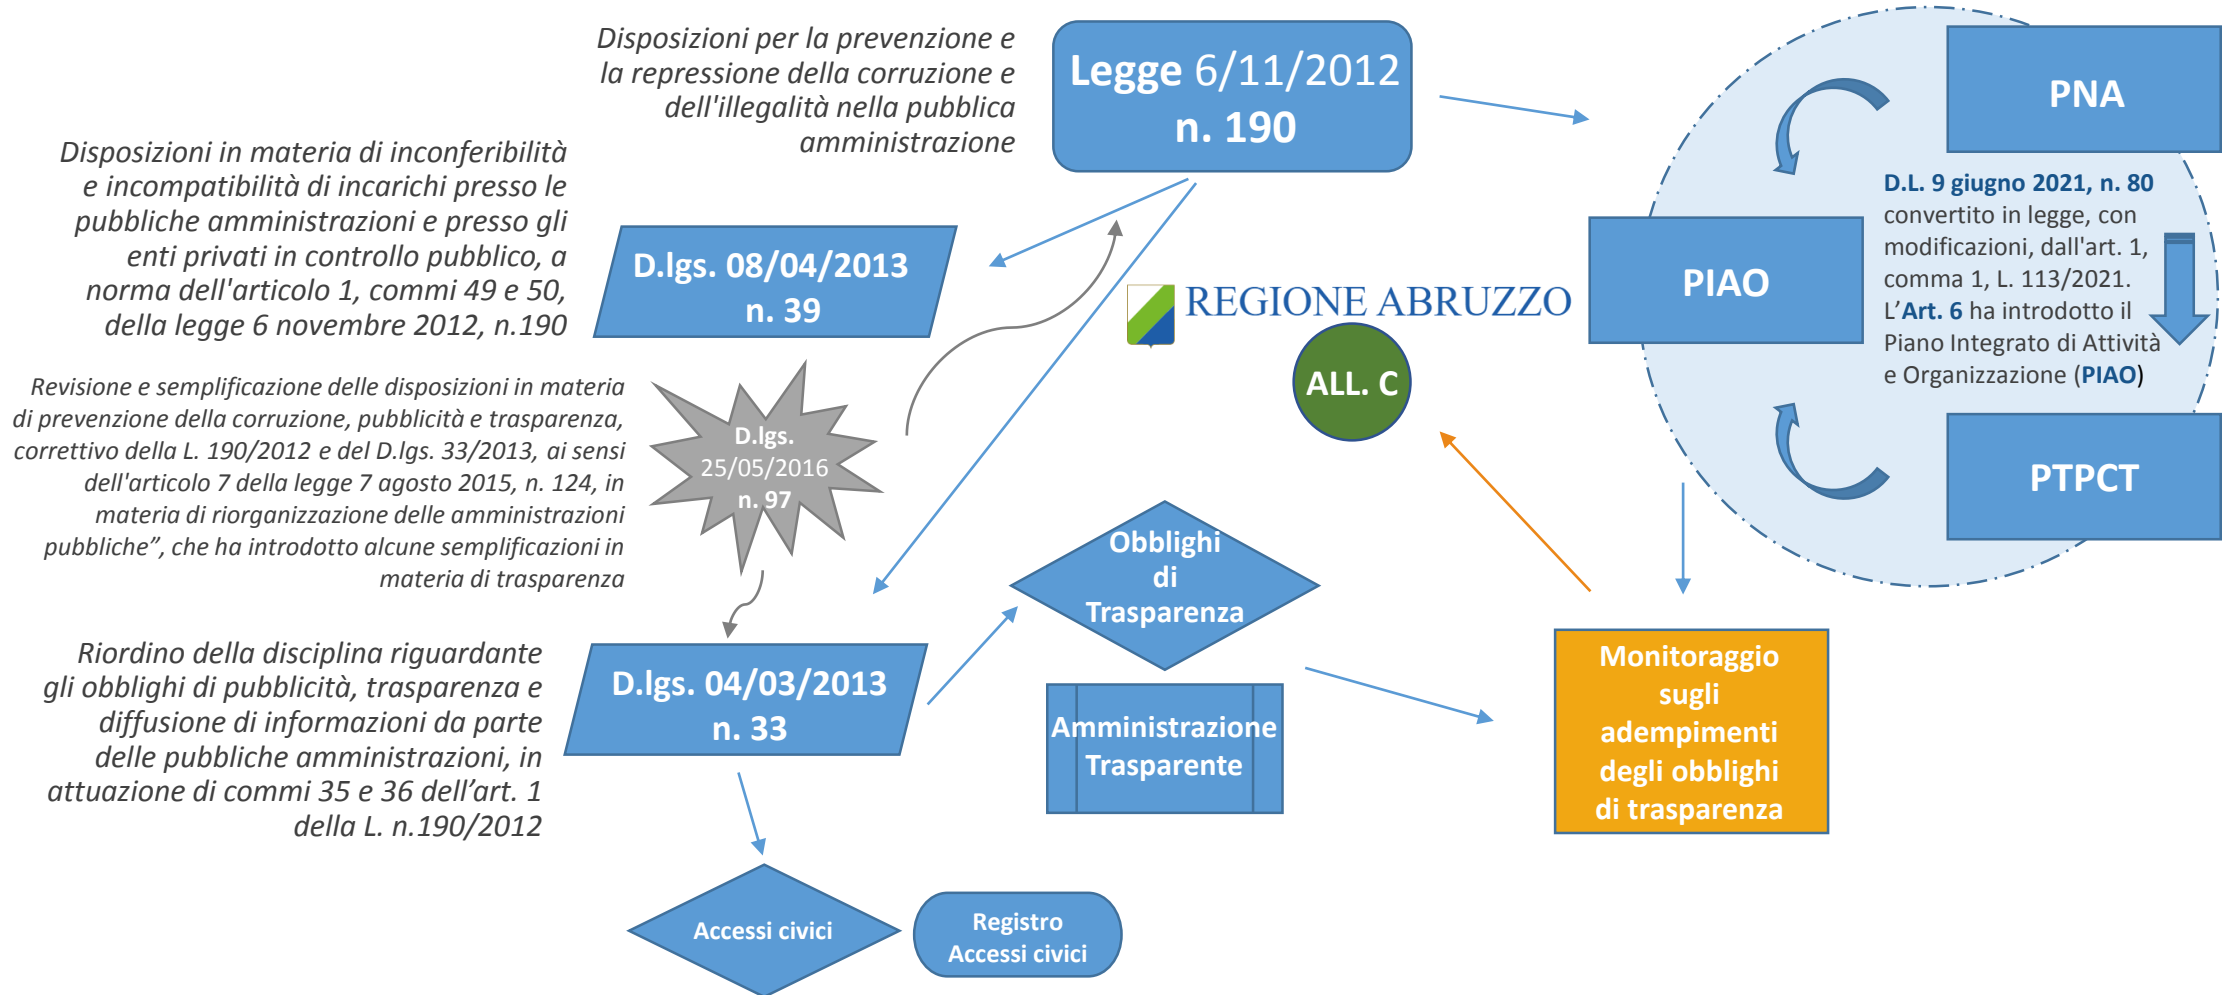 Disposizioni per la prevenzione e
la repressione della corruzione e
dell'illegalità nella pubblica
amministrazione
Legge 6/11/2012
n. 190
Disposizioni in materia di inconferibilità
e incompatibilità di incarichi presso le
pubbliche amministrazioni e presso gli
enti privati in controllo pubblico, a
norma dell'articolo 1, commi 49 e 50,
della legge 6 novembre 2012, n.190
D.lgs. 08/04/2013
n. 39
Revisione e semplificazione delle disposizioni in materia
di prevenzione della corruzione, pubblicità e trasparenza,
correttivo della L. 190/2012 e del D.lgs. 33/2013, ai sensi
dell'articolo 7 della legge 7 agosto 2015, n. 124, in
materia di riorganizzazione delle amministrazioni
pubbliche”, che ha introdotto alcune semplificazioni in
materia di trasparenza
D.lgs.
25/05/2016
n. 97
Riordino della disciplina riguardante
gli obblighi di pubblicità, trasparenza e
diffusione di informazioni da parte
delle pubbliche amministrazioni, in
attuazione di commi 35 e 36 dell’art. 1
della L. n.190/2012
D.lgs. 04/03/2013
n. 33
Accessi civici
Registro
Accessi civici
REGIONE ABRUZZO
ALL. C
Obblighi
di
Trasparenza
Amministrazione
Trasparente
PNA
PIAO
D.L. 9 giugno 2021, n. 80
convertito in legge, con
modificazioni, dall'art. 1,
comma 1, L. 113/2021.
L’Art. 6 ha introdotto il
Piano Integrato di Attività
e Organizzazione (PIAO)
PTPCT
Monitoraggio
sugli
adempimenti
degli obblighi
di trasparenza